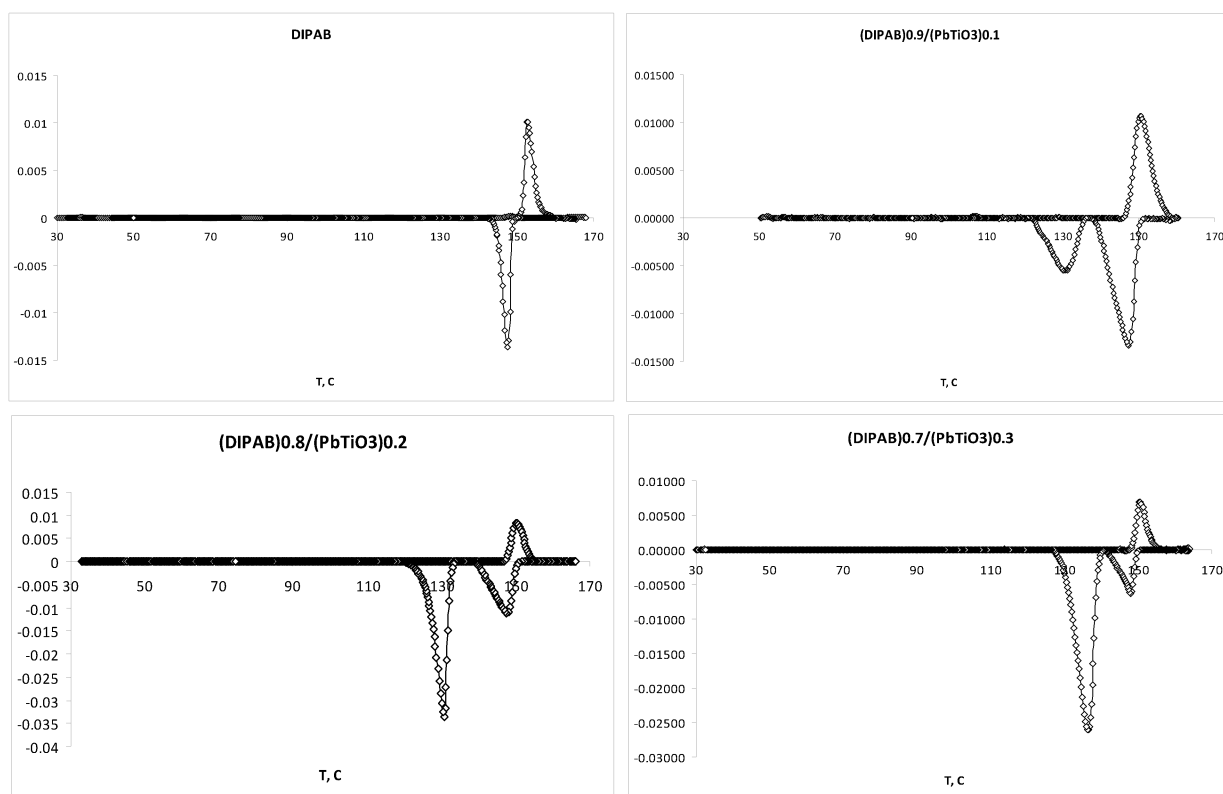 DIPAB
0.015
0.01
0.005
0
-0.005
-0.01
-0.015
30 50 70 90 110 130 150 170
T, C
(DIPAB)0.9/(PbTiO3)0.1
0.01500
0.01000
0.00500
0.00000
-0.00500
-0.01000
-0.01500
30 50 70 90 110 130 150 170
T, C
(DIPAB)0.8/(PbTiO3)0.2
0.015
0.01
0.005
0
-0.005
-0.01
-0.015
-0.02
-0.025
-0.03
-0.035
-0.04
30 50 70 90 110 130 150 170
T, C
(DIPAB)0.7/(PbTiO3)0.3
0.01000
0.00500
0.00000
-0.00500
-0.01000
-0.01500
-0.02000
-0.02500
-0.03000
30 50 70 90 110 130 150 170
T, C